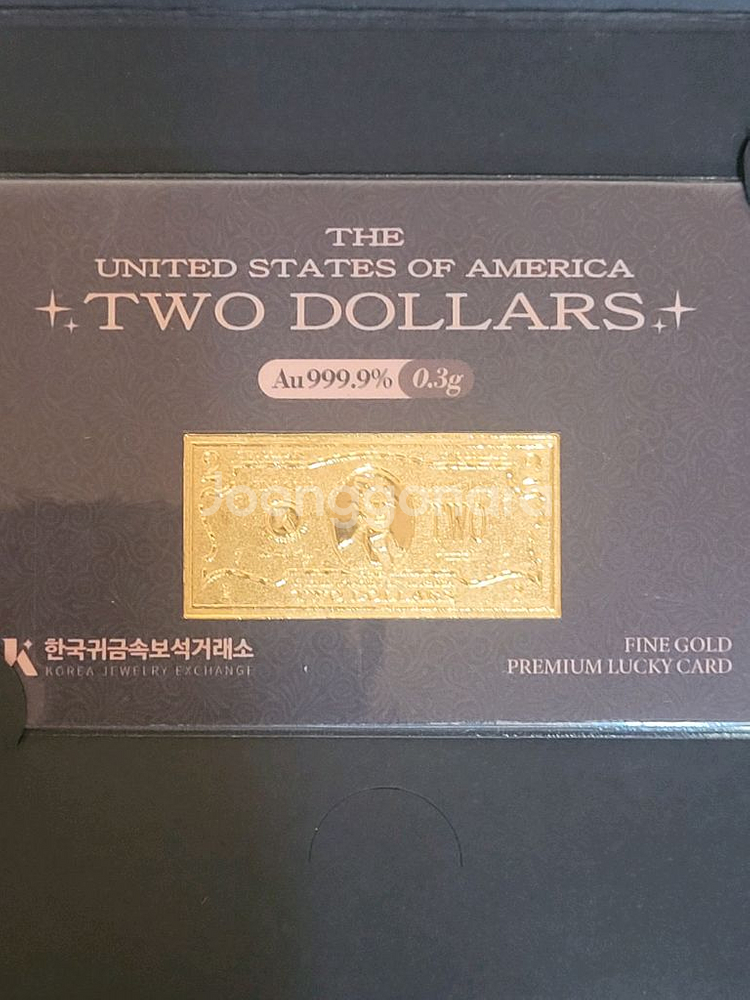 THE
UNITED STATES OF AMERICA
TWO DOLLARS
Au999.9% 0.3g
Joonggonara
TWO
TWO DOLLARS
한국귀금속보석거래소
KOREA JEWELRY EXCHANGE
FINE GOLD
PREMIUM LUCKY CARD